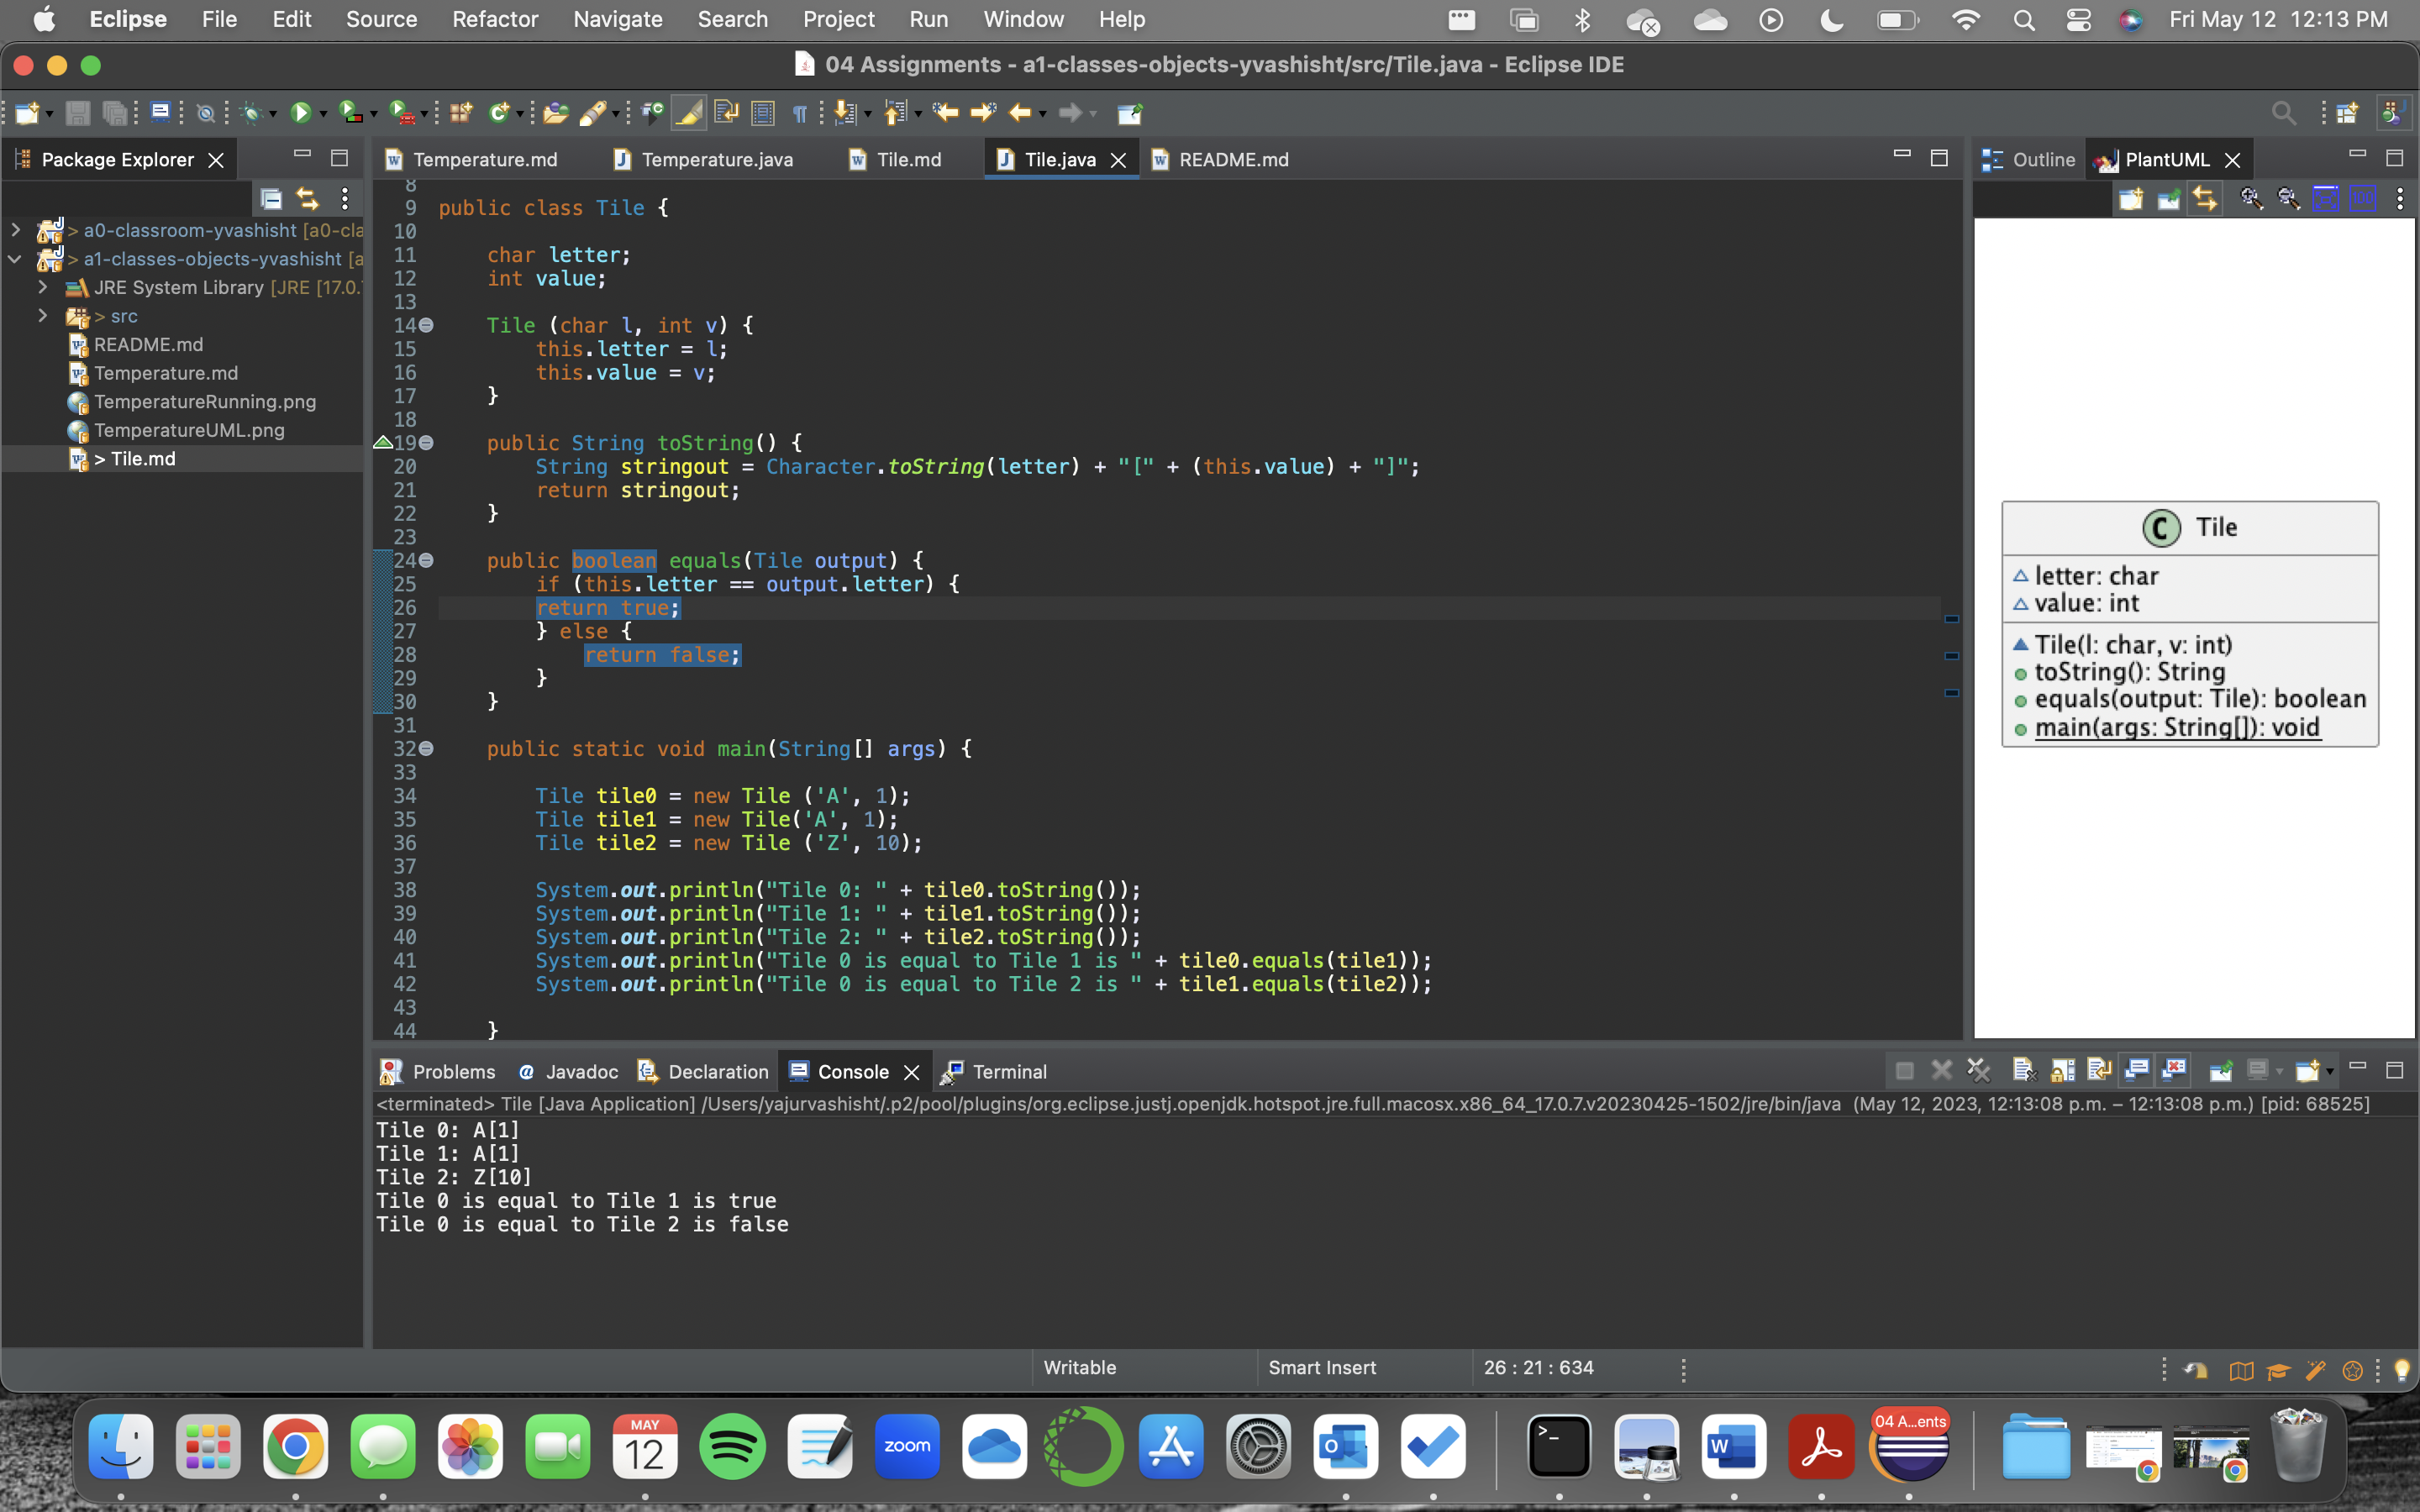 Eclipse File Edit Source Refactor Navigate Search Project Run Window Help Fri May 12 12:13 PM
04 Assignments - a1-classes-objects-yvashisht/src/Tile.java - Eclipse IDE
Package Explorer
> a0-classroom-yvashisht [a0-cla
> a1-classes-objects-yvashisht [a
JRE System Library [JRE [17.0.
> src
README.md
Temperature.md
TemperatureRunning.png
TemperatureUML.png
> Tile.md
Temperature.md Temperature.java Tile.md Tile.java README.md
8
9 public class Tile {
10
11 char letter;
12 int value;
13
14 Tile (char l, int v) {
15 this.letter = l;
16 this.value = v;
17 }
18
19 public String toString() {
20 String stringout = Character.toString(letter) + "[" + (this.value) + "]";
21 return stringout;
22 }
23
24 public boolean equals(Tile output) {
25 if (this.letter == output.letter) {
26 return true;
27 } else {
28 return false;
29 }
30 }
31
32 public static void main(String[] args) {
33
34 Tile tile0 = new Tile ('A', 1);
35 Tile tile1 = new Tile('A', 1);
36 Tile tile2 = new Tile ('Z', 10);
37
38 System.out.println("Tile 0: " + tile0.toString());
39 System.out.println("Tile 1: " + tile1.toString());
40 System.out.println("Tile 2: " + tile2.toString());
41 System.out.println("Tile 0 is equal to Tile 1 is " + tile0.equals(tile1));
42 System.out.println("Tile 0 is equal to Tile 2 is " + tile1.equals(tile2));
43
44 }
Outline PlantUML
100
C Tile
letter: char
value: int
Tile(l: char, v: int)
toString(): String
equals(output: Tile): boolean
main(args: String[]): void
Problems Javadoc Declaration Console Terminal
<terminated> Tile [Java Application] /Users/yajurvashisht/.p2/pool/plugins/org.eclipse.justj.openjdk.hotspot.jre.full.macosx.x86_64_17.0.7.v20230425-1502/jre/bin/java (May 12, 2023, 12:13:08 p.m. – 12:13:08 p.m.) [pid: 68525]
Tile 0: A[1]
Tile 1: A[1]
Tile 2: Z[10]
Tile 0 is equal to Tile 1 is true
Tile 0 is equal to Tile 2 is false
Writable Smart Insert 26 : 21 : 634
MAY
12
zoom
04 A...ents